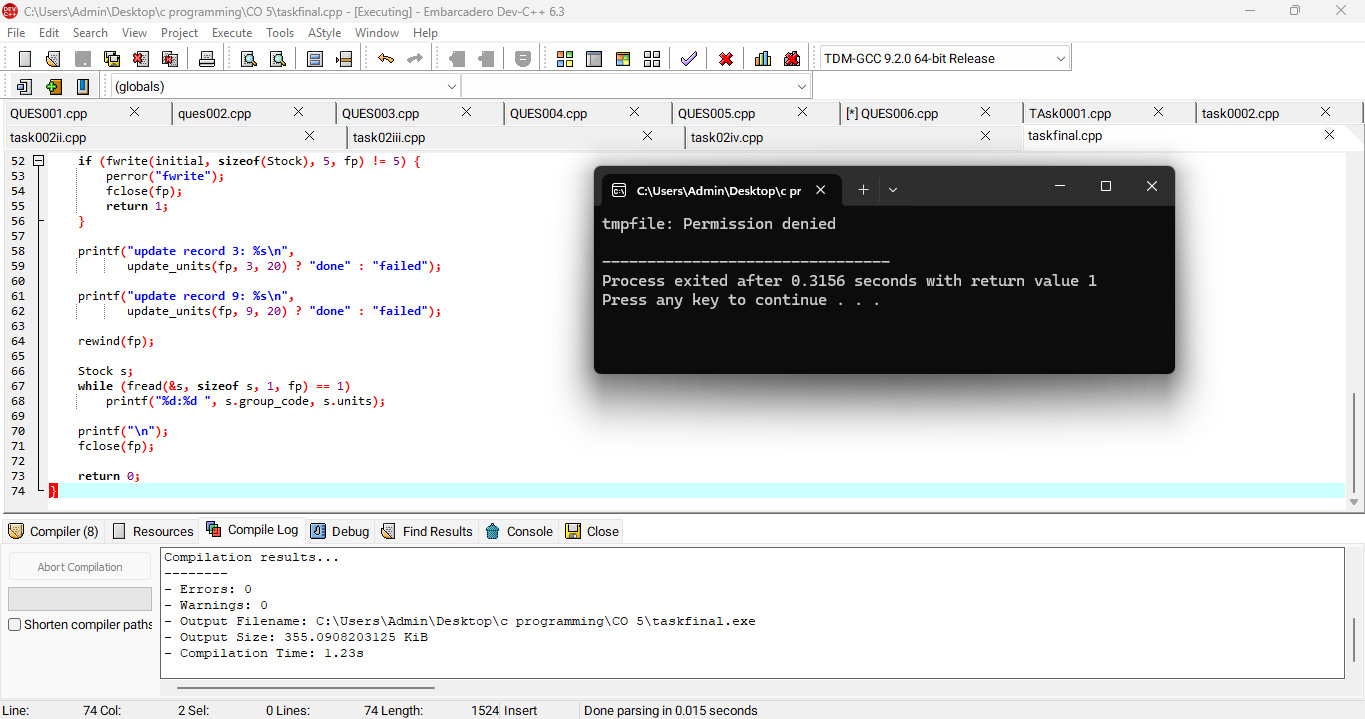 C:\Users\Admin\Desktop\c programming\CO 5\taskfinal.cpp - [Executing] - Embarcadero Dev-C++ 6.3
File Edit Search View Project Execute Tools AStyle Window Help
TDM-GCC 9.2.0 64-bit Release
(globals)
QUES001.cpp ques002.cpp QUES003.cpp QUES004.cpp QUES005.cpp [*] QUES006.cpp TAsk0001.cpp task0002.cpp
task002ii.cpp task02iii.cpp task02iv.cpp taskfinal.cpp
52 if (fwrite(initial, sizeof(Stock), 5, fp) != 5) {
53 perror("fwrite");
54 fclose(fp);
55 return 1;
56 }
57
58 printf("update record 3: %s\n",
59 update_units(fp, 3, 20) ? "done" : "failed");
60
61 printf("update record 9: %s\n",
62 update_units(fp, 9, 20) ? "done" : "failed");
63
64 rewind(fp);
65
66 Stock s;
67 while (fread(&s, sizeof s, 1, fp) == 1)
68 printf("%d:%d ", s.group_code, s.units);
69
70 printf("\n");
71 fclose(fp);
72
73 return 0;
74 }
C:\Users\Admin\Desktop\c pr
tmpfile: Permission denied
--------------------------------
Process exited after 0.3156 seconds with return value 1
Press any key to continue . . .
Compiler (8) Resources Compile Log Debug Find Results Console Close
Abort Compilation
Shorten compiler paths
Compilation results...
--------
- Errors: 0
- Warnings: 0
- Output Filename: C:\Users\Admin\Desktop\c programming\CO 5\taskfinal.exe
- Output Size: 355.0908203125 KiB
- Compilation Time: 1.23s
Line: 74 Col: 2 Sel: 0 Lines: 74 Length: 1524 Insert Done parsing in 0.015 seconds